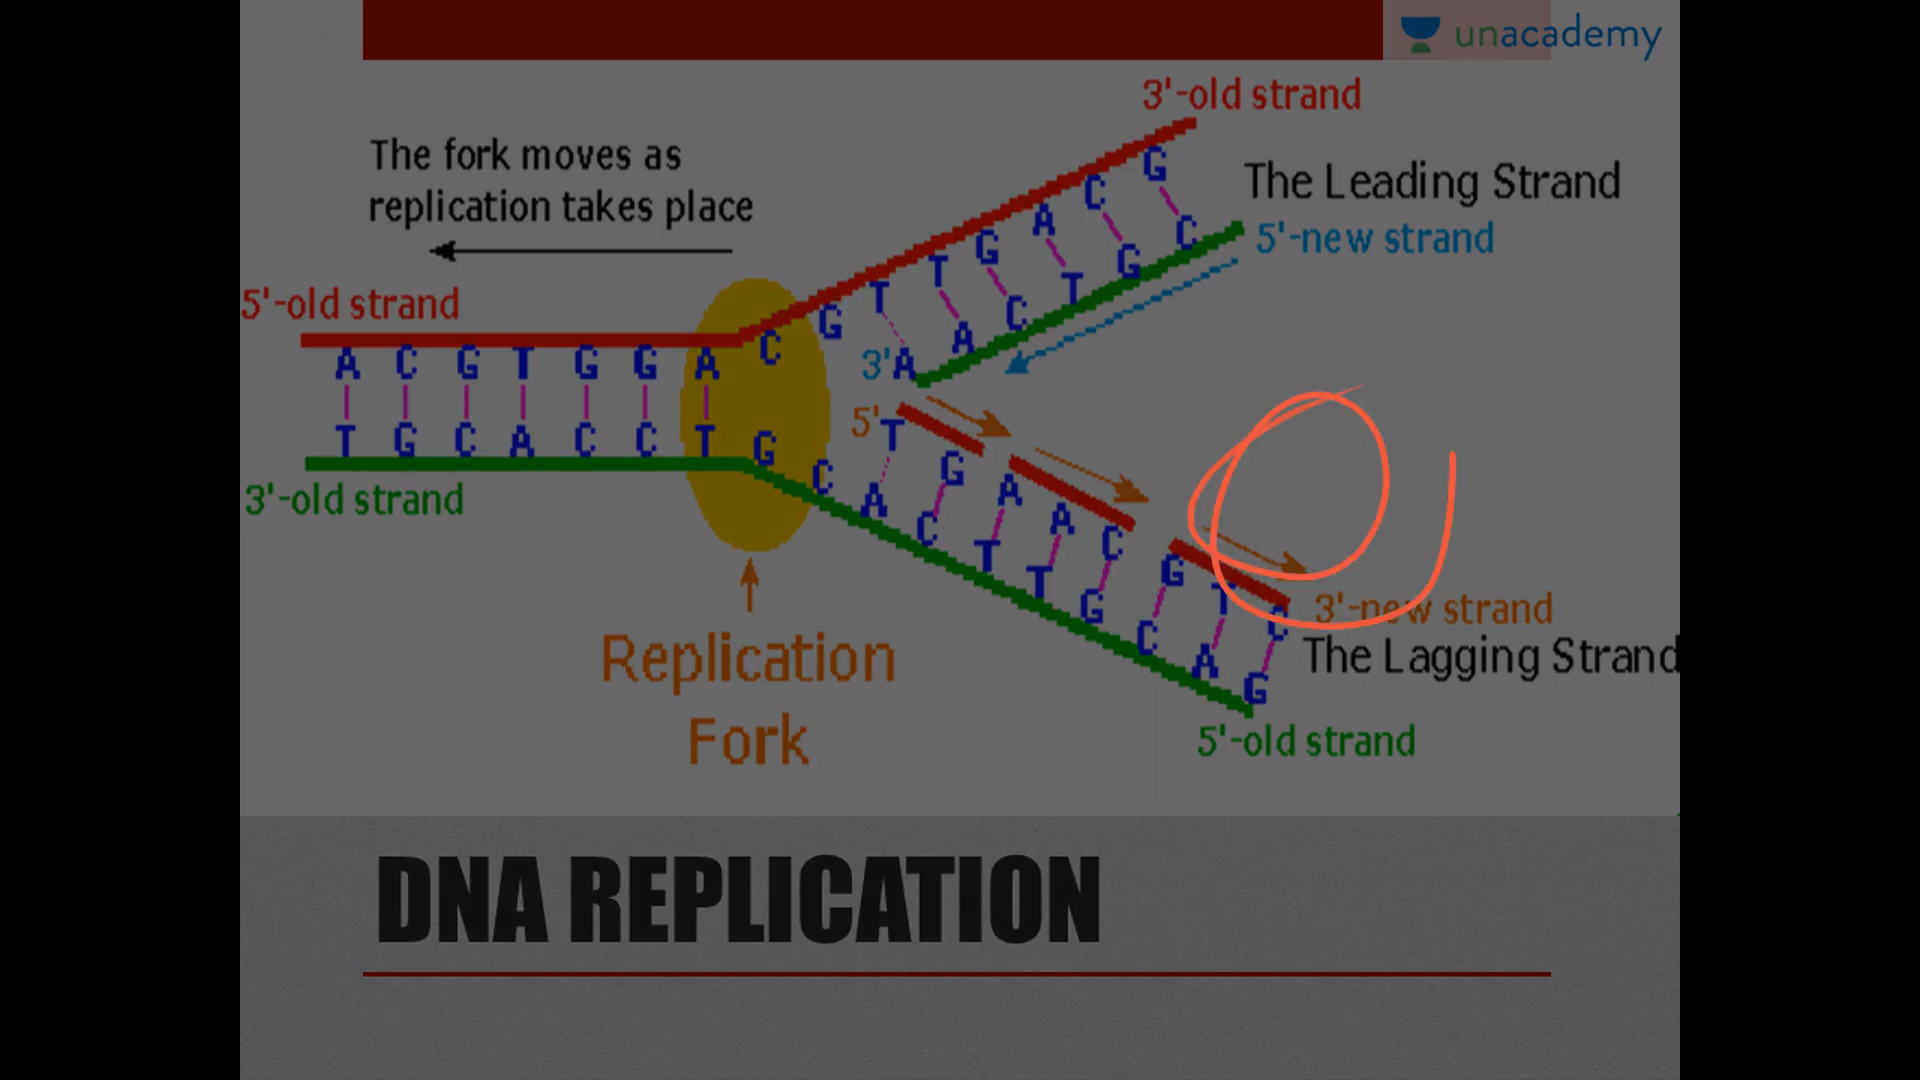 unacademy
3'-old strand
The fork moves as
replication takes place
The Leading Strand
5'-new strand
5'-old strand
G
C
A
G
T
T
G
C
C
G
T
C
A
3'A
A C G T G G A
T G C A C C T G
3'-old strand
5'T
G
A
A
C
G
T
C
C
A
C
T
T
G
C
A
G
3'-new strand
The Lagging Strand
5'-old strand
Replication
Fork
DNA REPLICATION